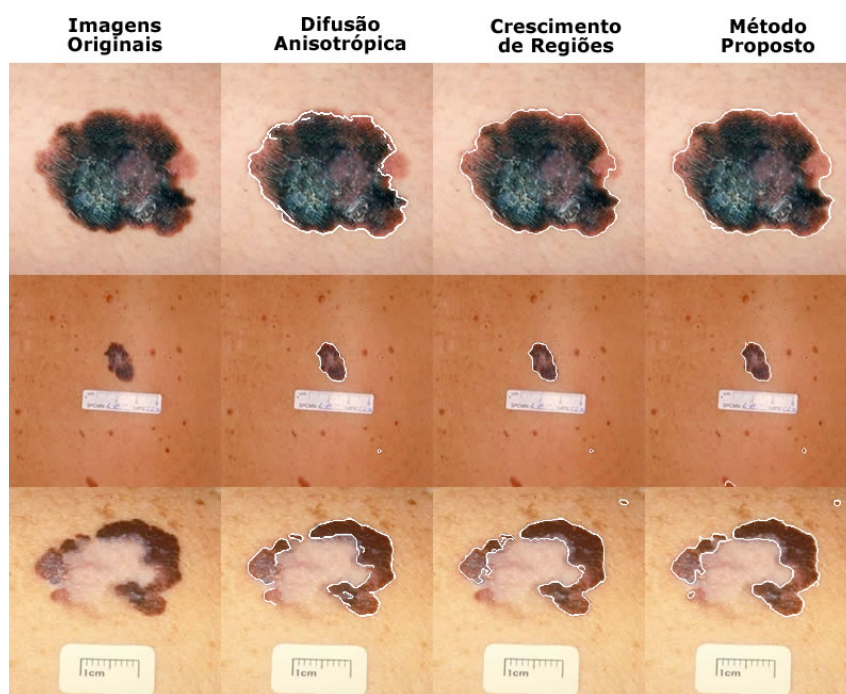 Imagens
Originais
Difusão
Anisotrópica
Crescimento
de Regiões
Método
Proposto
1cm
1cm
1cm
1cm